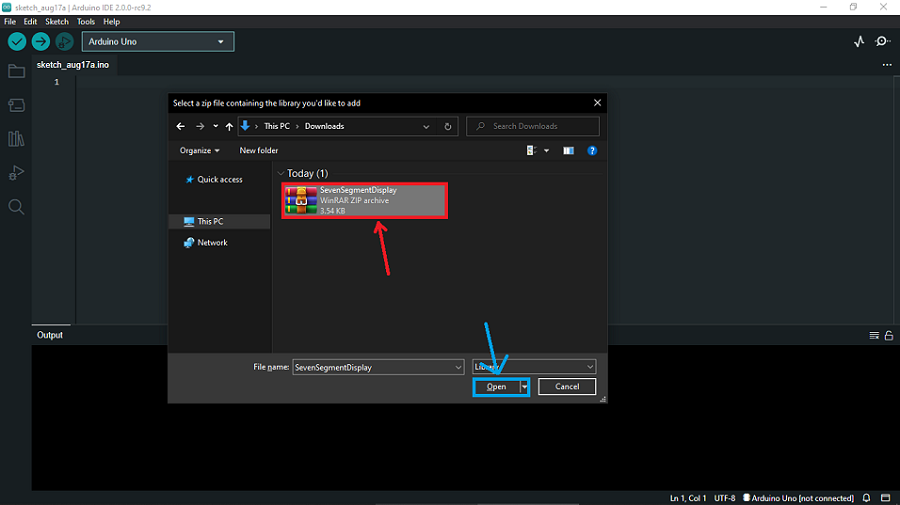 sketch_aug17a | Arduino IDE 2.0.0-rc9.2
File Edit Sketch Tools Help
Arduino Uno
sketch_aug17a.ino
1
Select a zip file containing the library you'd like to add
This PC > Downloads
Search Downloads
Organize
New folder
Quick access
This PC
Network
Today (1)
SevenSegmentDisplay
WinRAR ZIP archive
3.54 KB
Output
File name: SevenSegmentDisplay
Library
Open
Cancel
Ln 1, Col 1 UTF-8 Arduino Uno [not connected]